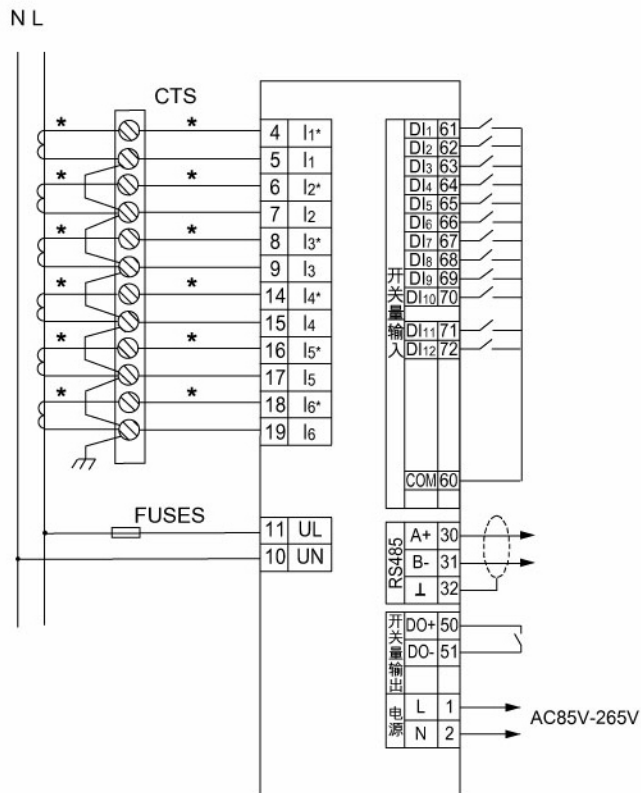 N L
CTS
* * 4 I1*
5 I1
* * 6 I2*
7 I2
* * 8 I3*
9 I3
* * 14 I4*
15 I4
* * 16 I5*
17 I5
* * 18 I6*
19 I6
FUSES
11 UL
10 UN
开关量输入
DI1 61
DI2 62
DI3 63
DI4 64
DI5 65
DI6 66
DI7 67
DI8 68
DI9 69
DI10 70
DI11 71
DI12 72
COM 60
RS485
A+ 30
B- 31
⊥ 32
开关量输出
DO+ 50
DO- 51
电源
L 1
N 2
AC85V-265V